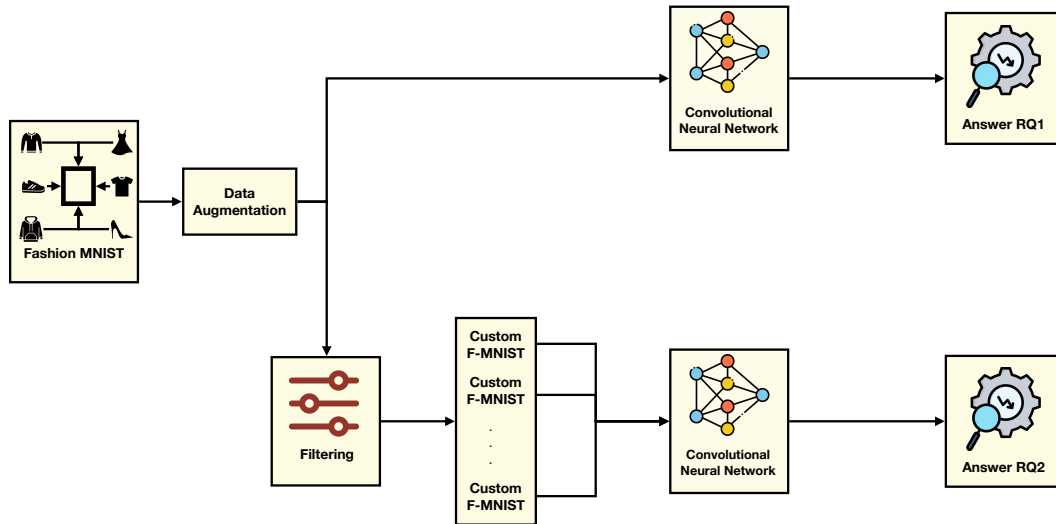 Convolutional
Neural Network
Answer RQ1
Fashion MNIST
Data
Augmentation
Filtering
Custom
F-MNIST
Custom
F-MNIST
.
.
.
Custom
F-MNIST
Convolutional
Neural Network
Answer RQ2